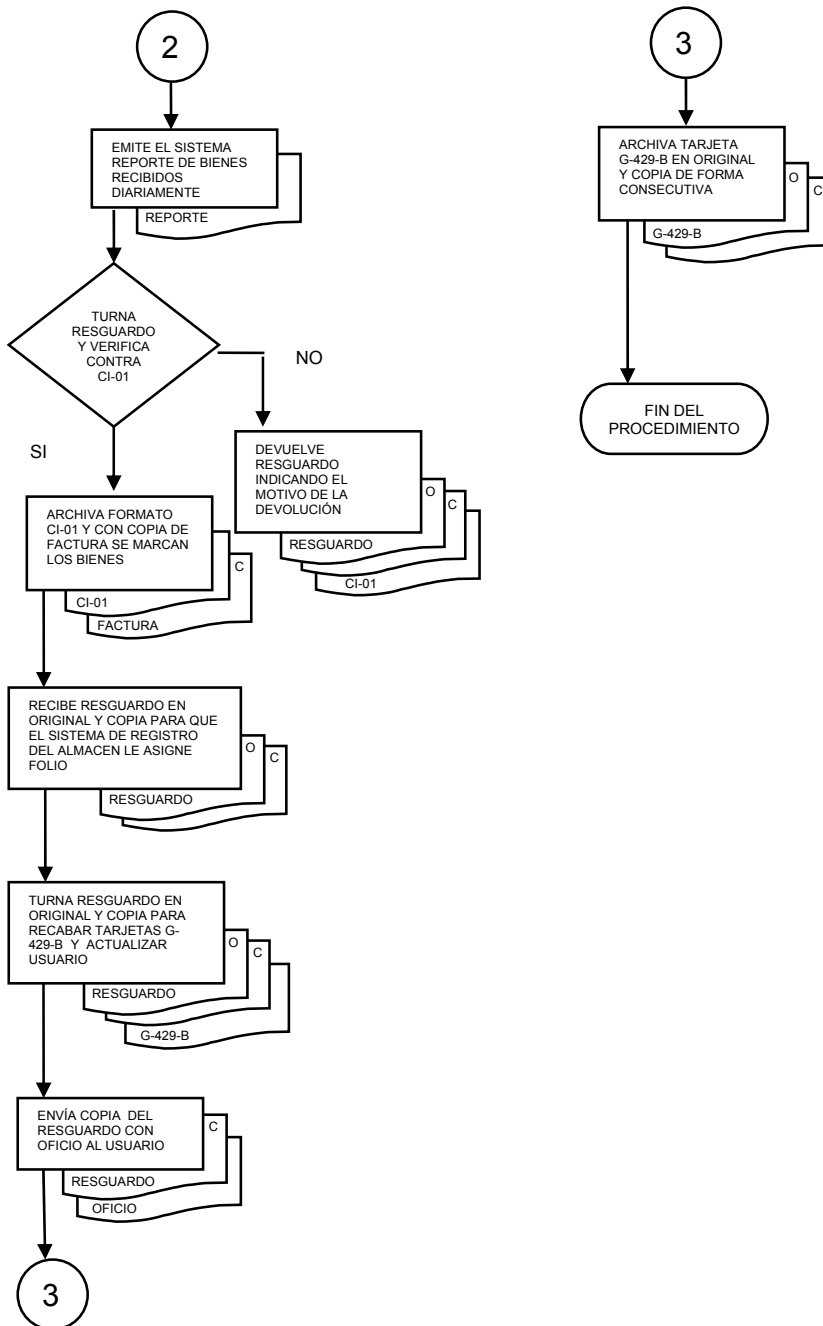 2
EMITE EL SISTEMA
REPORTE DE BIENES
RECIBIDOS
DIARIAMENTE
REPORTE
TURNA
RESGUARDO
Y VERIFICA
CONTRA
CI-01
NO
SI
DEVUELVE
RESGUARDO
INDICANDO EL
MOTIVO DE LA
DEVOLUCIÓN
O
C
RESGUARDO
CI-01
ARCHIVA FORMATO
CI-01 Y CON COPIA DE
FACTURA SE MARCAN
LOS BIENES
C
CI-01
FACTURA
RECIBE RESGUARDO EN
ORIGINAL Y COPIA PARA QUE
EL SISTEMA DE REGISTRO
DEL ALMACEN LE ASIGNE
FOLIO
O
C
RESGUARDO
TURNA RESGUARDO EN
ORIGINAL Y COPIA PARA
RECABAR TARJETAS G-
429-B Y ACTUALIZAR
USUARIO
O
C
RESGUARDO
G-429-B
ENVÍA COPIA DEL
RESGUARDO CON
OFICIO AL USUARIO
C
RESGUARDO
OFICIO
3
3
ARCHIVA TARJETA
G-429-B EN ORIGINAL
Y COPIA DE FORMA
CONSECUTIVA
O
C
G-429-B
FIN DEL
PROCEDIMIENTO